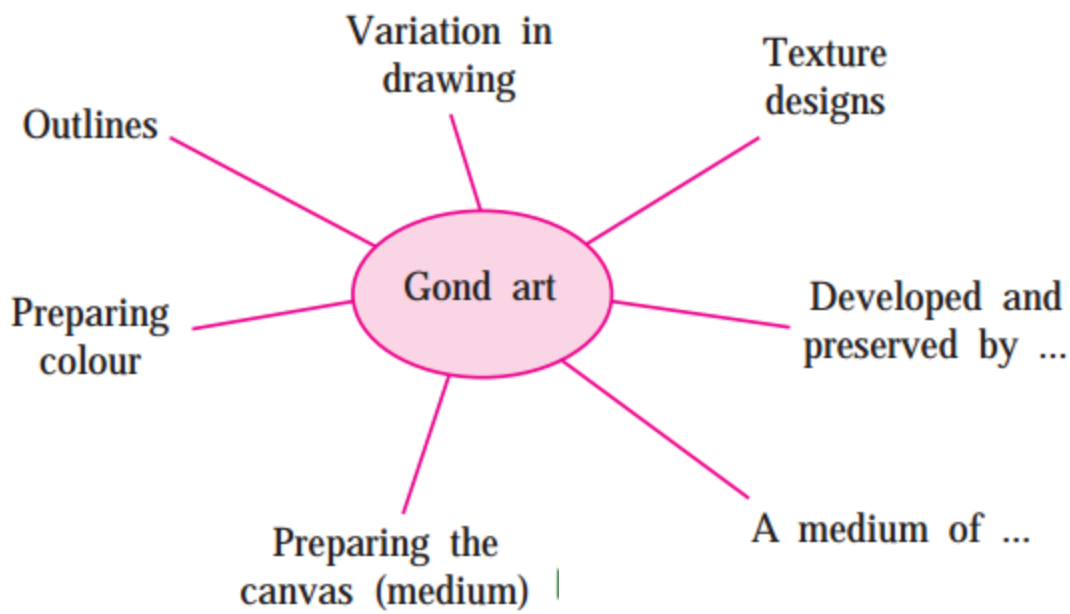 Variation in
drawing
Texture
designs
Outlines
Gond art
Developed and
preserved by ...
Preparing
colour
A medium of ...
Preparing the
canvas (medium)